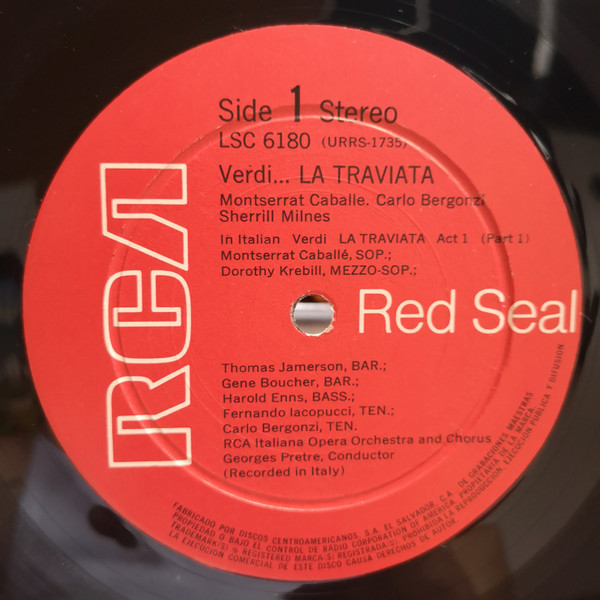 Side 1 Stereo
LSC 6180 (URRS-1735)
Verdi... LA TRAVIATA
Montserrat Caballe. Carlo Bergonzi
Sherrill Milnes
In Italian Verdi LA TRAVIATA Act 1 (Part 1)
Montserrat Caballé, SOP.;
Dorothy Krebill, MEZZO-SOP.;
RCA
Red Seal
Thomas Jamerson, BAR.;
Gene Boucher, BAR.;
Harold Enns, BASS.;
Fernando Iacopucci, TEN.;
Carlo Bergonzi, TEN.
RCA Italiana Opera Orchestra and Chorus
Georges Pretre, Conductor
(Recorded in Italy)
FABRICADO POR DISCOS CENTROAMERICANOS, S.A. EL SALVADOR, C.A. DE GRABACIONES MAESTRAS
PROPIEDAD O BAJO EL CONTROL DE RADIO CORPORATION OF AMERICA, PROPIETARIA DE LA MARCA.
TRADEMARK(S) ® REGISTERED MARCA(S) REGISTRADA(S) PROHIBIDA LA REPRODUCCION, EJECUCION PUBLICA Y DIFUSION
LA EJECUCION COMERCIAL DE ESTE DISCO CAUSA DERECHOS DE AUTOR.